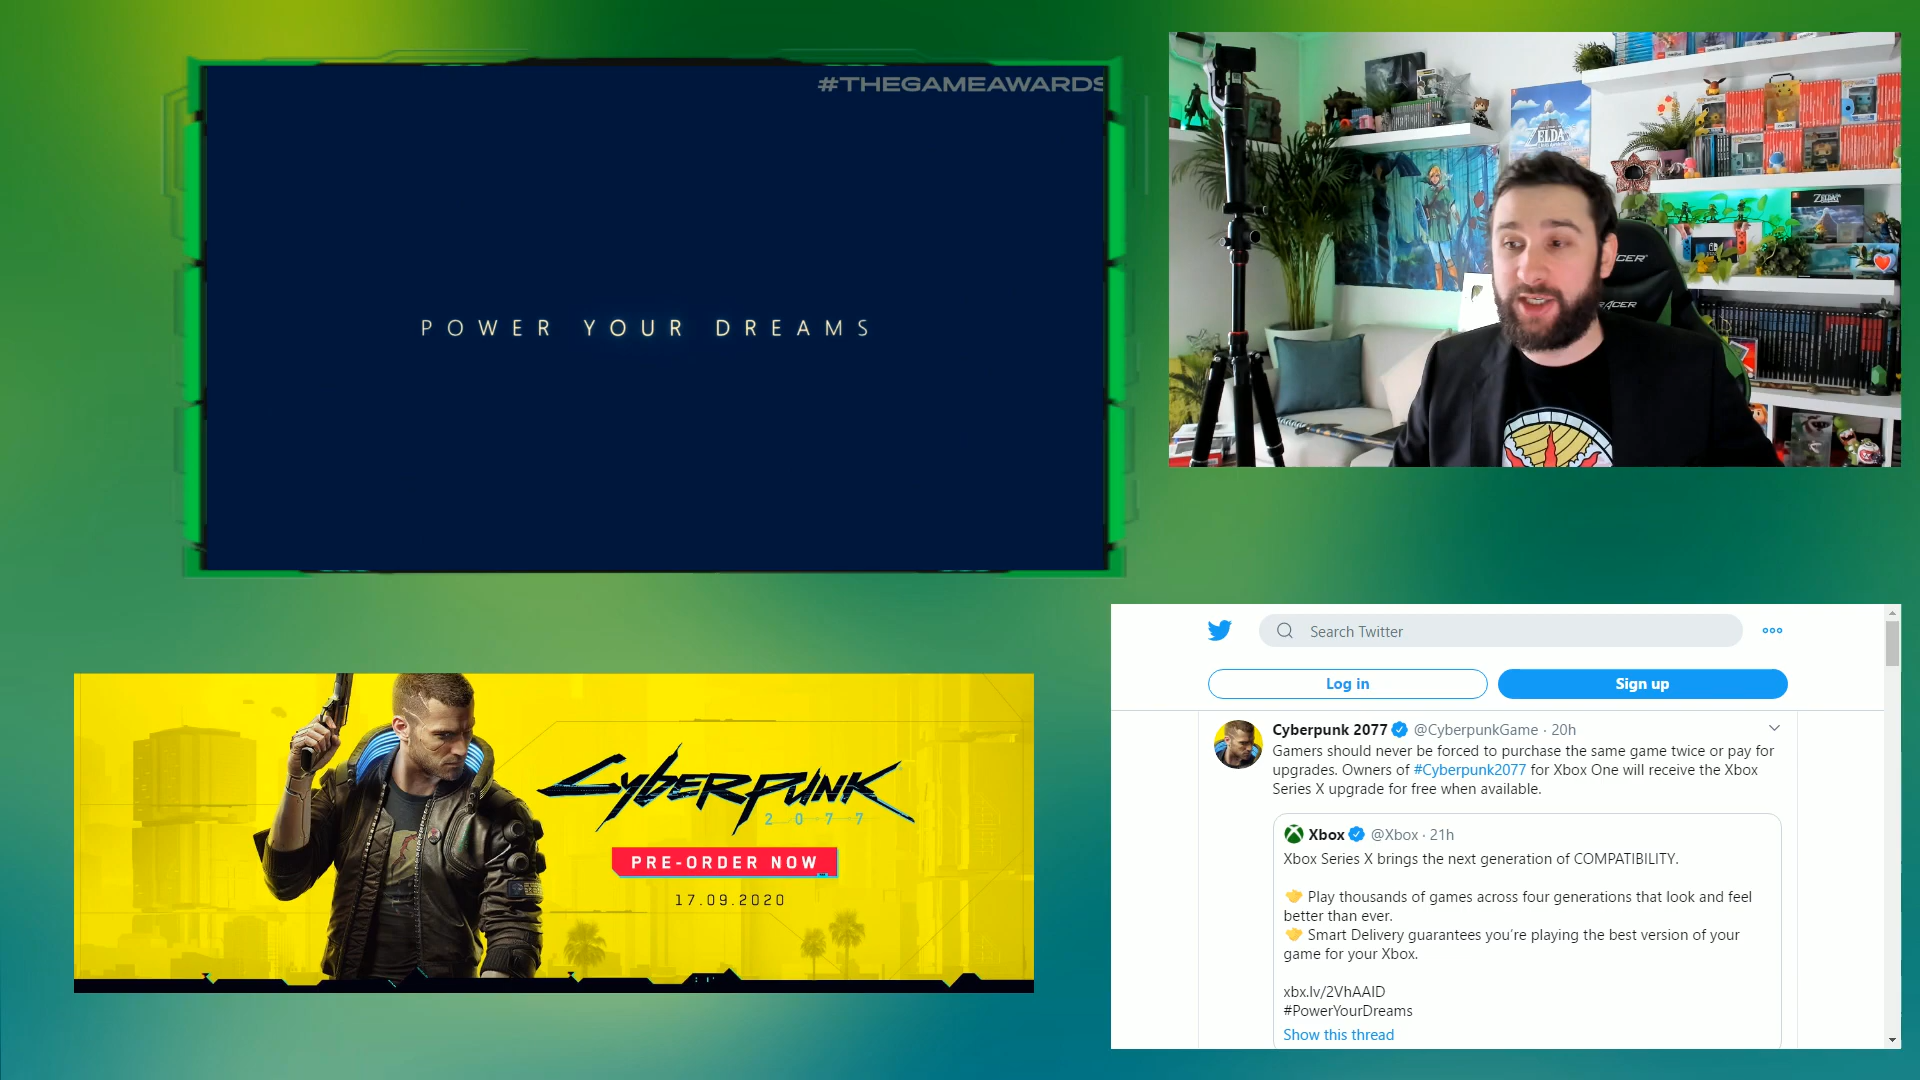 #THEGAMEAWARDS
POWER YOUR DREAMS
ZELDA
ZELDA
CER
RACER
CYBERPUNK
2077
PRE-ORDER NOW
17.09.2020
Search Twitter
Log in
Sign up
Cyberpunk 2077 @CyberpunkGame · 20h
Gamers should never be forced to purchase the same game twice or pay for
upgrades. Owners of #Cyberpunk2077 for Xbox One will receive the Xbox
Series X upgrade for free when available.
Xbox @Xbox · 21h
Xbox Series X brings the next generation of COMPATIBILITY.
Play thousands of games across four generations that look and feel
better than ever.
Smart Delivery guarantees you're playing the best version of your
game for your Xbox.
xbx.lv/2VhAAID
#PowerYourDreams
Show this thread